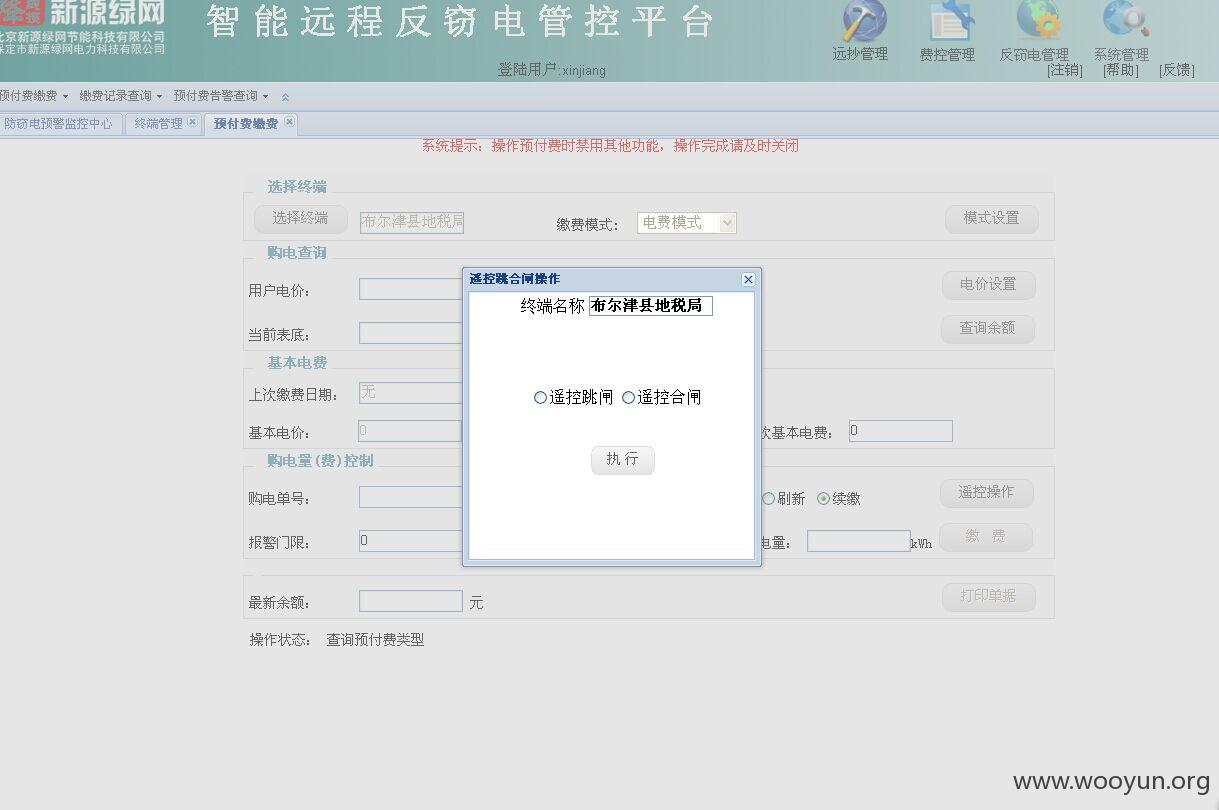 新源绿网
北京新源绿网节能科技有限公司
保定市新源绿网电力科技有限公司
智能远程反窃电管控平台
登陆用户:xinjiang
远抄管理 费控管理 反窃电管理 系统管理
[注销] [帮助] [反馈]
预付费缴费 缴费记录查询 预付费告警查询
防窃电预警监控中心 终端管理 预付费缴费
系统提示：操作预付费时禁用其他功能，操作完成请及时关闭
选择终端
选择终端 布尔津县地税局 缴费模式： 电费模式 模式设置
购电查询
用户电价： 电价设置
当前表底： 查询余额
基本电费
上次缴费日期： 无
基本电价： 0 次基本电费： 0
购电量(费)控制
购电单号： 刷新 续缴 遥控操作
报警门限： 0 电量： kWh 缴 费
最新余额： 元 打印单据
操作状态： 查询预付费类型
遥控跳合闸操作
终端名称 布尔津县地税局
遥控跳闸 遥控合闸
执 行
www.wooyun.org